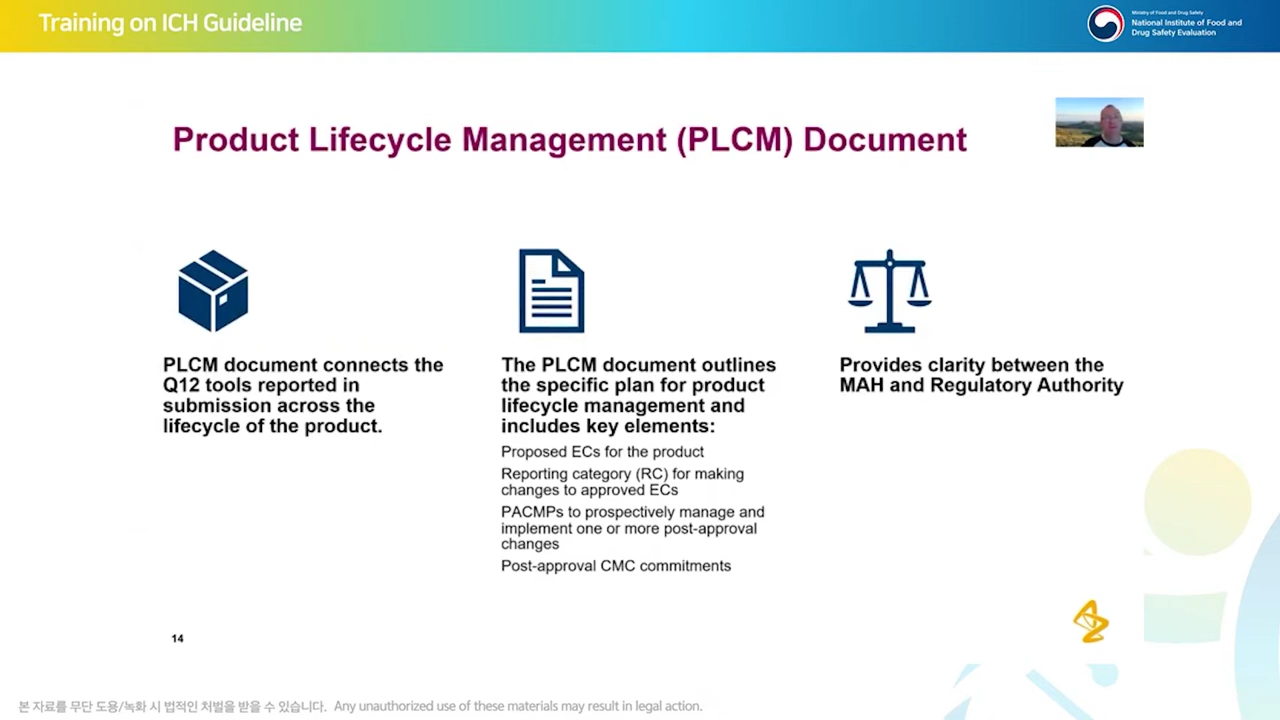 Training on ICH Guideline
Ministry of Food and Drug Safety
National Institute of Food and
Drug Safety Evaluation
Product Lifecycle Management (PLCM) Document
PLCM document connects the
Q12 tools reported in
submission across the
lifecycle of the product.
The PLCM document outlines
the specific plan for product
lifecycle management and
includes key elements:
Proposed ECs for the product
Reporting category (RC) for making
changes to approved ECs
PACMPs to prospectively manage and
implement one or more post-approval
changes
Post-approval CMC commitments
Provides clarity between the
MAH and Regulatory Authority
14
본 자료를 무단 도용/녹화 시 법적인 처벌을 받을 수 있습니다. Any unauthorized use of these materials may result in legal action.